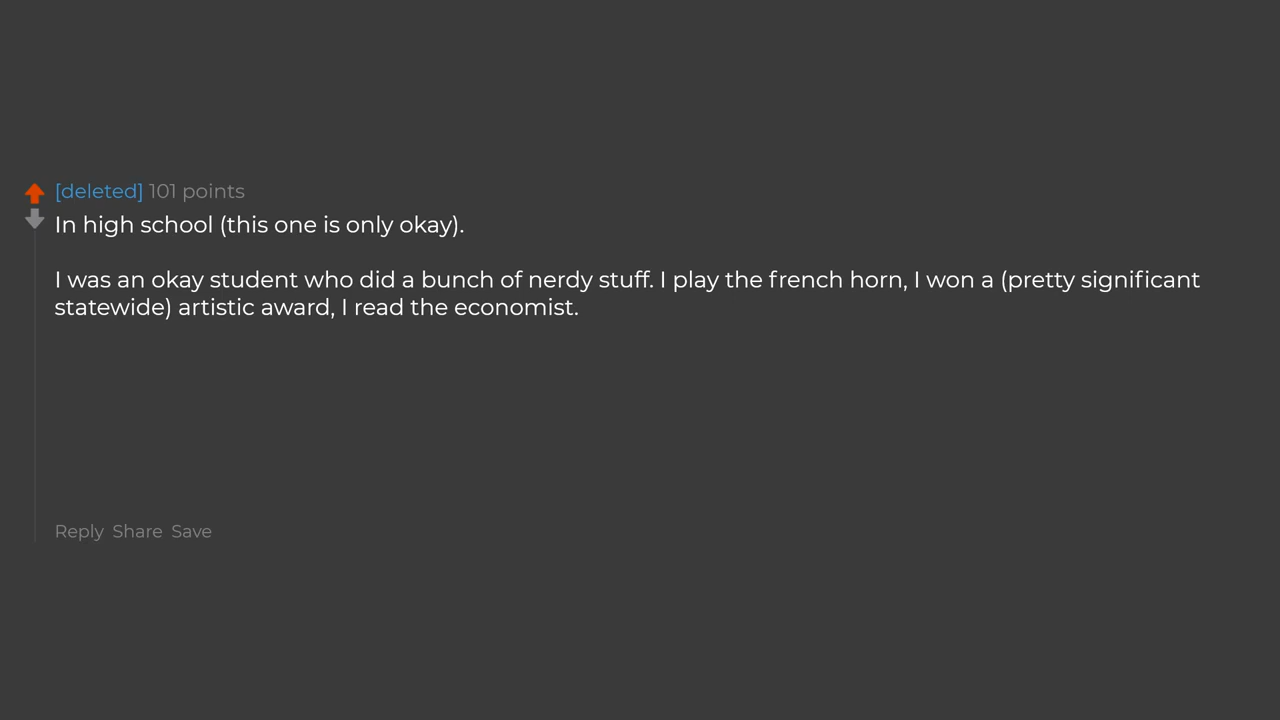 [deleted] 101 points
In high school (this one is only okay).
I was an okay student who did a bunch of nerdy stuff. I play the french horn, I won a (pretty significant
statewide) artistic award, I read the economist.
Reply Share Save